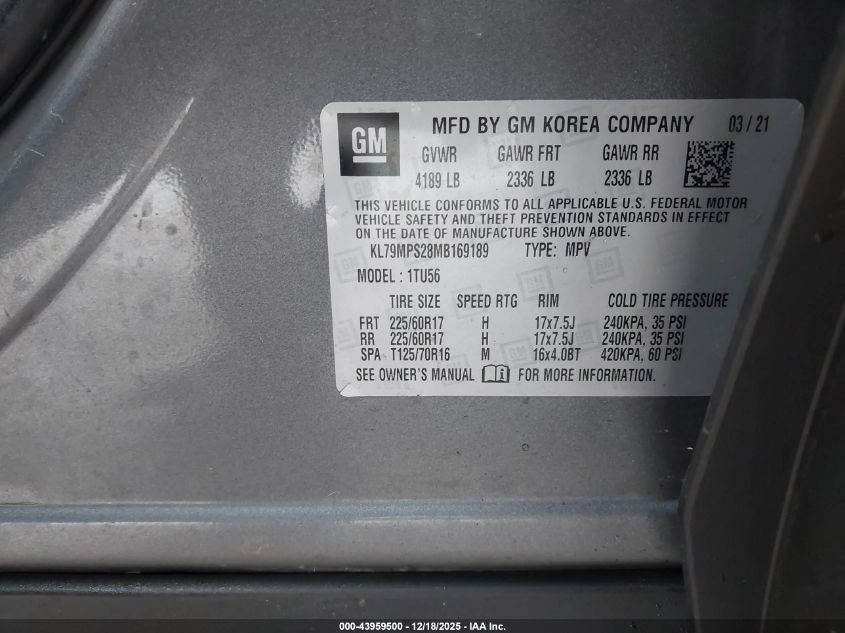 GM MFD BY GM KOREA COMPANY 03/21
GVWR GAWR FRT GAWR RR
4189 LB 2336 LB 2336 LB
THIS VEHICLE CONFORMS TO ALL APPLICABLE U.S. FEDERAL MOTOR
VEHICLE SAFETY AND THEFT PREVENTION STANDARDS IN EFFECT
ON THE DATE OF MANUFACTURE SHOWN ABOVE.
KL79MPS28MB169189 TYPE: MPV
MODEL : 1TU56
TIRE SIZE SPEED RTG RIM COLD TIRE PRESSURE
FRT 225/60R17 H 17x7.5J 240KPA, 35 PSI
RR 225/60R17 H 17x7.5J 240KPA, 35 PSI
SPA T125/70R16 M 16x4.0BT 420KPA, 60 PSI
SEE OWNER'S MANUAL FOR MORE INFORMATION.
000-43959500 - 12/18/2025 - IAA Inc.